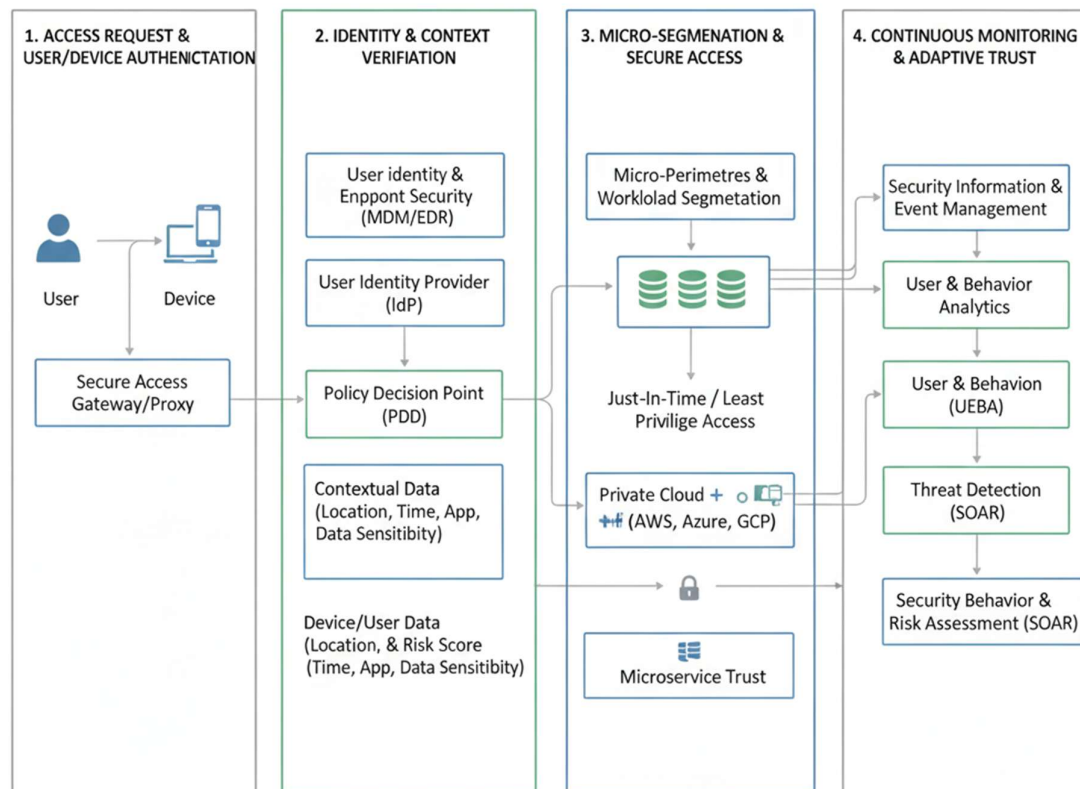 1. ACCESS REQUEST &
USER/DEVICE AUTHENICTATION
User
Device
Secure Access
Gateway/Proxy
2. IDENTITY & CONTEXT
VERIFIATION
User identity &
Enppont Security
(MDM/EDR)
User Identity Provider
(IdP)
Policy Decision Point
(PDD)
Contextual Data
(Location, Time, App,
Data Sensitibity)
Device/User Data
(Location, & Risk Score
(Time, App, Data Sensitibity)
3. MICRO-SEGMENATION &
SECURE ACCESS
Micro-Perimetres &
Worklolad Segmetation
Just-In-Time / Least
Privilige Access
Private Cloud +
(AWS, Azure, GCP)
Microservice Trust
4. CONTINUOUS MONITORING
& ADAPTIVE TRUST
Security Information &
Event Management
User & Behavior
Analytics
User & Behavion
(UEBA)
Threat Detection
(SOAR)
Security Behavior &
Risk Assessment (SOAR)